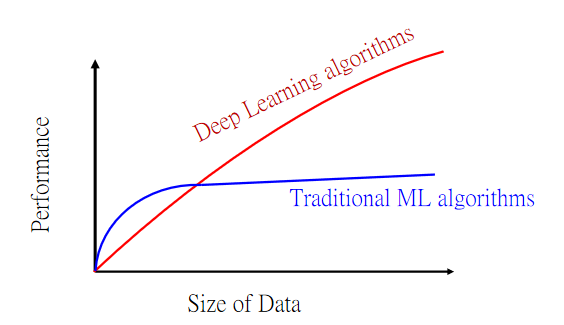 Deep Learning algorithms
Performance
Traditional ML algorithms
Size of Data